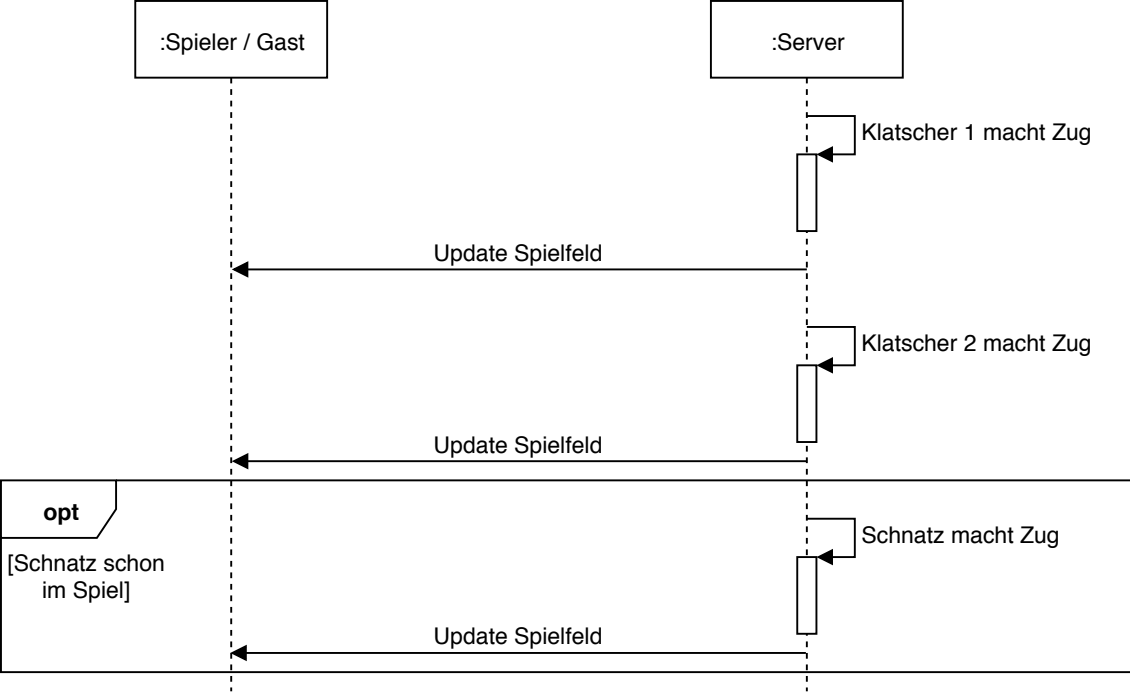 :Spieler / Gast
:Server
Klatscher 1 macht Zug
Update Spielfeld
Klatscher 2 macht Zug
Update Spielfeld
opt
[Schnatz schon
im Spiel]
Schnatz macht Zug
Update Spielfeld